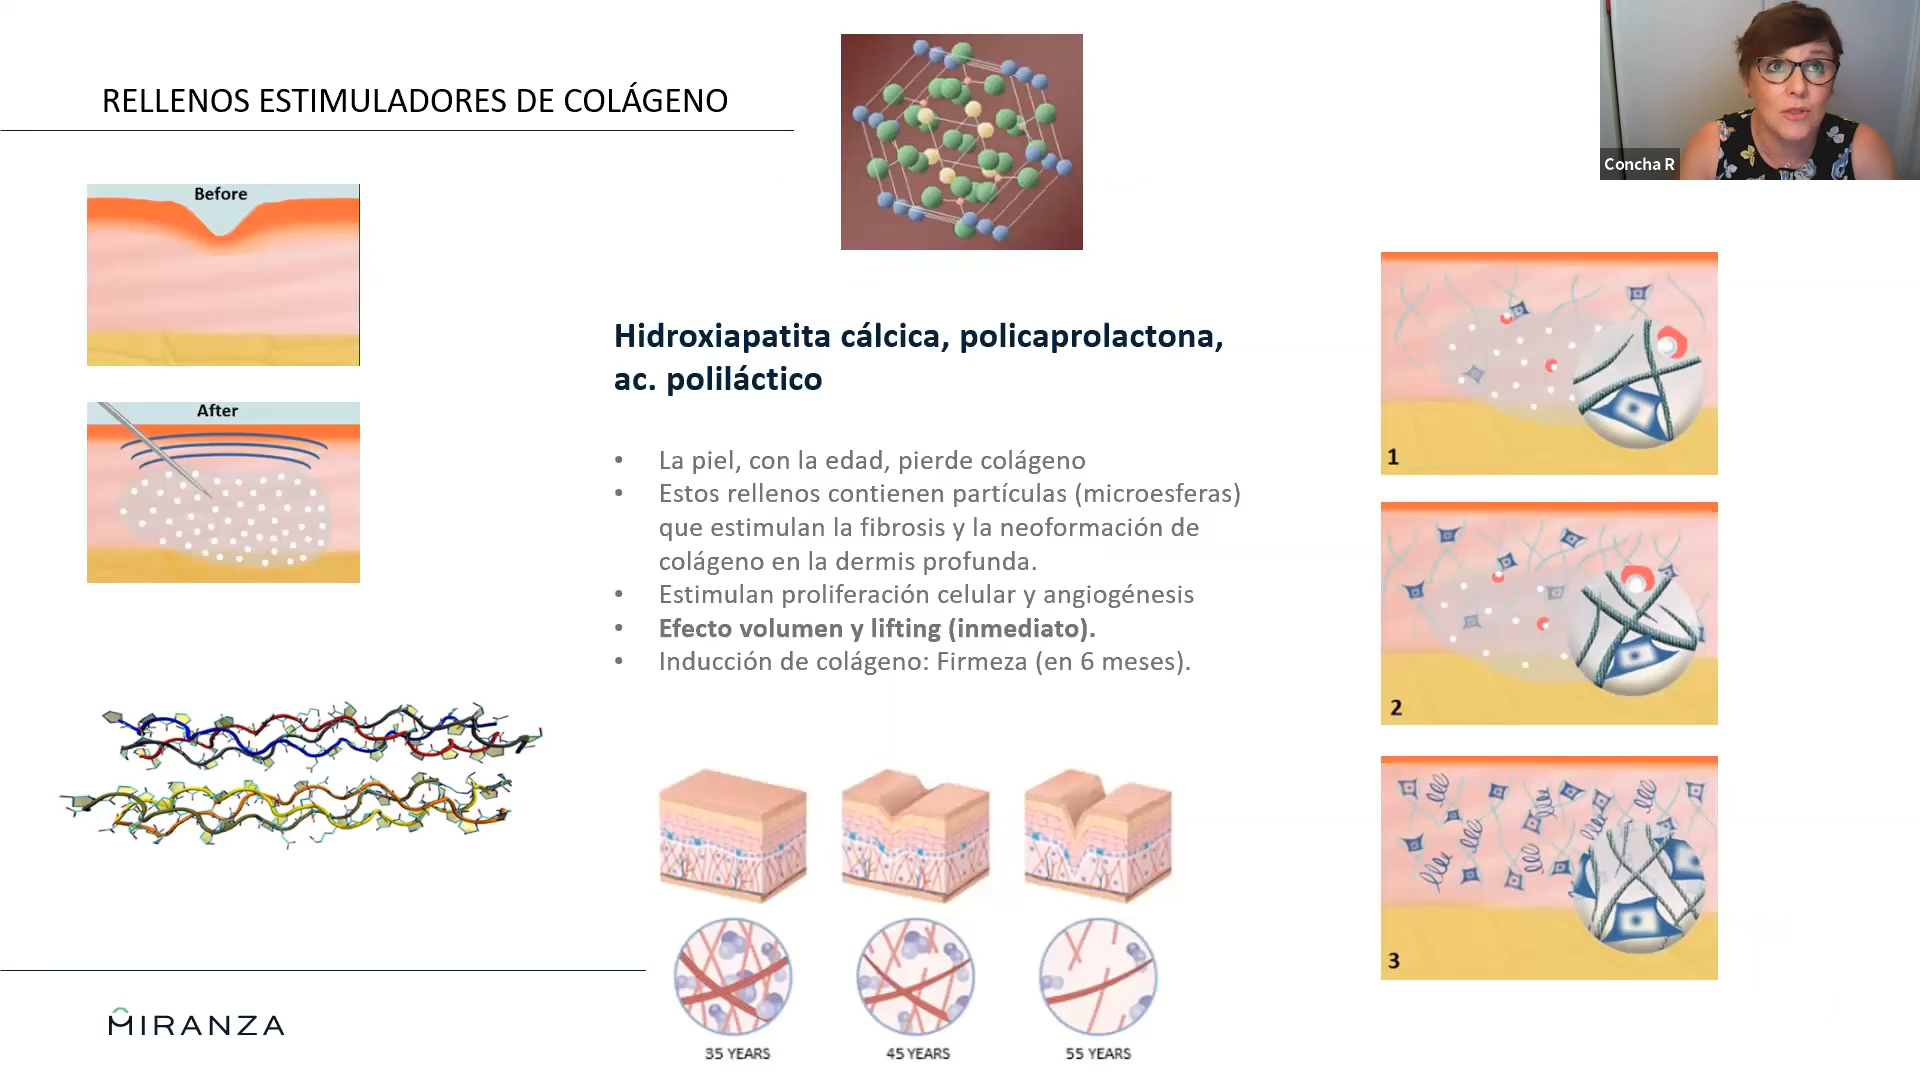 RELLENOS ESTIMULADORES DE COLÁGENO
Concha R
Before
After
Hidroxiapatita cálcica, policaprolactona,
ac. poliláctico
• La piel, con la edad, pierde colágeno
• Estos rellenos contienen partículas (microesferas)
que estimulan la fibrosis y la neoformación de
colágeno en la dermis profunda.
• Estimulan proliferación celular y angiogénesis
• Efecto volumen y lifting (inmediato).
• Inducción de colágeno: Firmeza (en 6 meses).
1
2
3
35 YEARS
45 YEARS
55 YEARS
MIRANZA